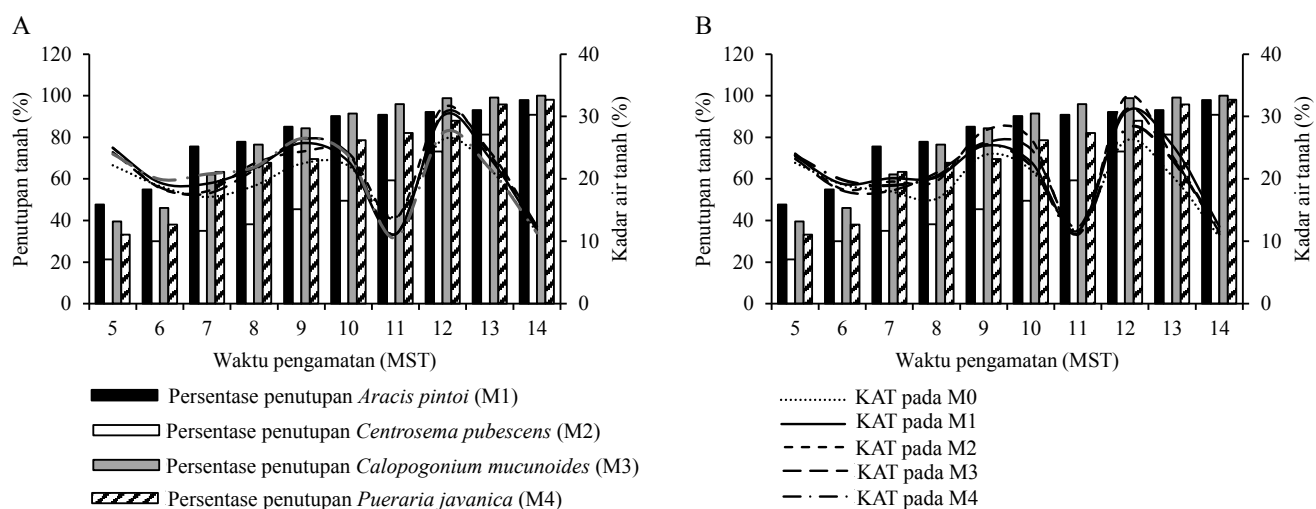 A
B
Penutupan tanah (%)
120
100
80
60
40
20
0
40
30
20
10
0
Kadar air tanah (%)
5 6 7 8 9 10 11 12 13 14
Waktu pengamatan (MST)
Penutupan tanah (%)
120
100
80
60
40
20
0
40
30
20
10
0
Kadar air tanah (%)
5 6 7 8 9 10 11 12 13 14
Waktu pengamatan (MST)
Persentase penutupan Aracis pintoi (M1)
Persentase penutupan Centrosema pubescens (M2)
Persentase penutupan Calopogonium mucunoides (M3)
Persentase penutupan Pueraria javanica (M4)
KAT pada M0
KAT pada M1
KAT pada M2
KAT pada M3
KAT pada M4